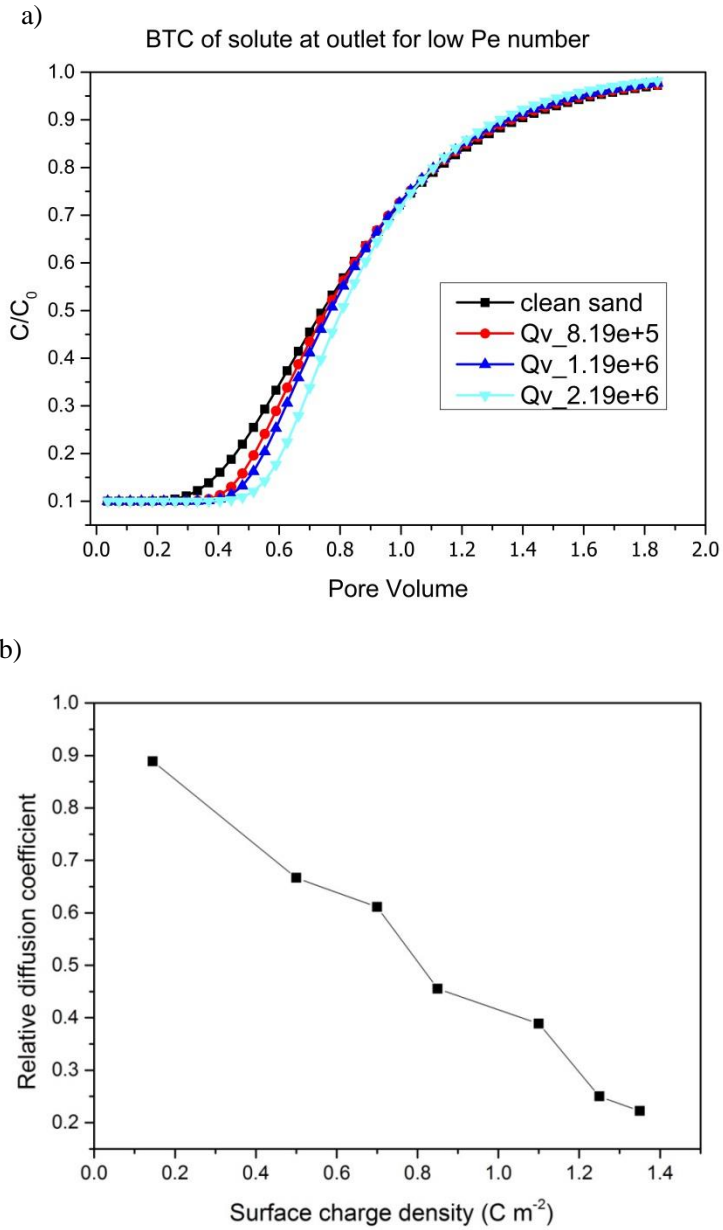 a)
BTC of solute at outlet for low Pe number
1.0
0.9
0.8
0.7
0.6
0.5
0.4
0.3
0.2
0.1
C/C₀
clean sand
Qv_8.19e+5
Qv_1.19e+6
Qv_2.19e+6
0.0 0.2 0.4 0.6 0.8 1.0 1.2 1.4 1.6 1.8 2.0
Pore Volume
b)
1.0
0.9
0.8
0.7
0.6
0.5
0.4
0.3
0.2
Relative diffusion coefficient
0.0 0.2 0.4 0.6 0.8 1.0 1.2 1.4
Surface charge density (C m⁻²)